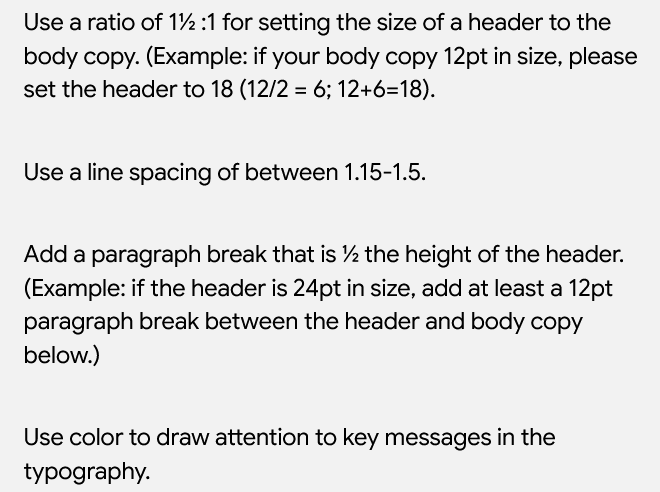 Use a ratio of 1½ :1 for setting the size of a header to the
body copy. (Example: if your body copy 12pt in size, please
set the header to 18 (12/2 = 6; 12+6=18).
Use a line spacing of between 1.15-1.5.
Add a paragraph break that is ½ the height of the header.
(Example: if the header is 24pt in size, add at least a 12pt
paragraph break between the header and body copy
below.)
Use color to draw attention to key messages in the
typography.